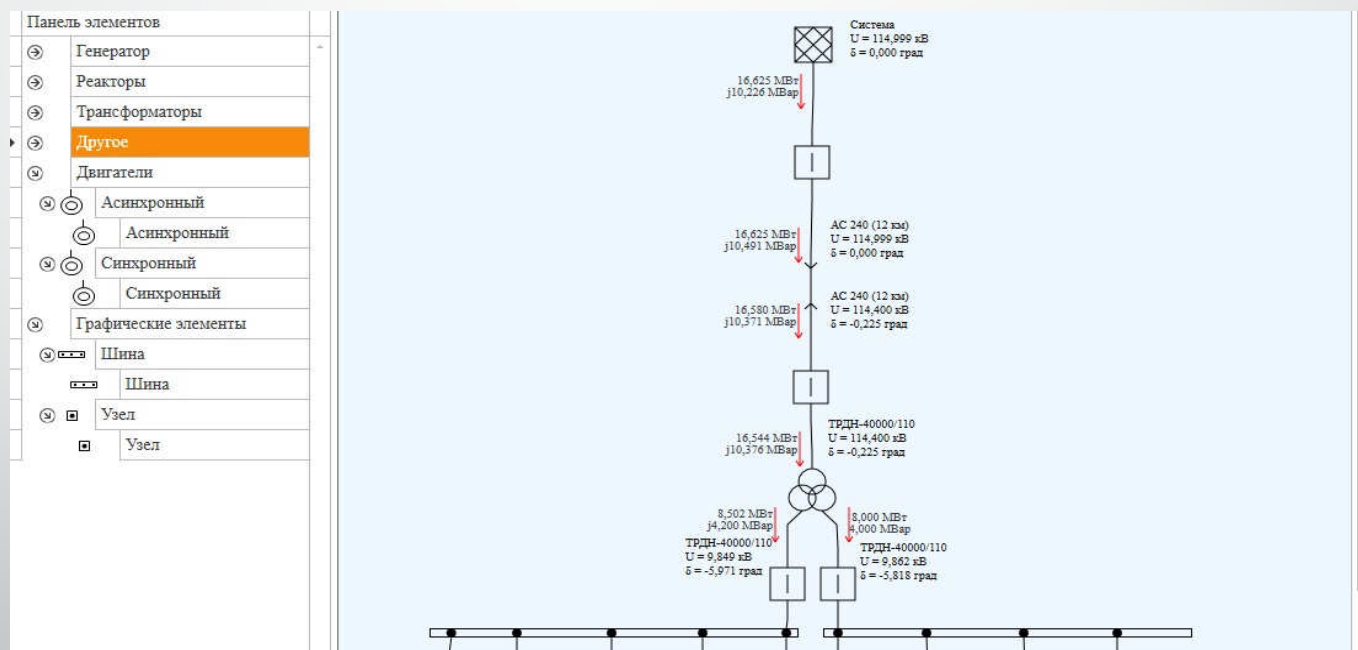 Панель элементов
Генератор
Реакторы
Трансформаторы
Другое
Двигатели
Асинхронный
Асинхронный
Синхронный
Синхронный
Графические элементы
Шина
Шина
Узел
Узел
Система
U = 114,999 кВ
δ = 0,000 град
16,625 МВт
j10,226 МВар
АС 240 (12 км)
U = 114,999 кВ
δ = 0,000 град
16,625 МВт
j10,491 МВар
АС 240 (12 км)
U = 114,400 кВ
δ = -0,225 град
16,580 МВт
j10,371 МВар
ТРДН-40000/110
U = 114,400 кВ
δ = -0,225 град
16,544 МВт
j10,376 МВар
8,502 МВт
j4,200 МВар
ТРДН-40000/110
U = 9,849 кВ
δ = -5,971 град
8,000 МВт
4,000 МВар
ТРДН-40000/110
U = 9,862 кВ
δ = -5,818 град